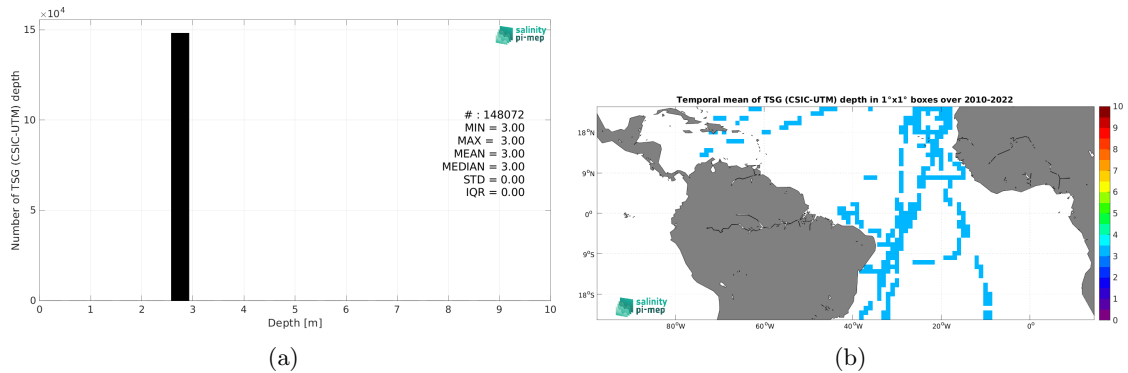 ×10⁴
15
10
5
0
Number of TSG (CSIC-UTM) depth
salinity
pi-mep
# : 148072
MIN = 3.00
MAX = 3.00
MEAN = 3.00
MEDIAN = 3.00
STD = 0.00
IQR = 0.00
0 1 2 3 4 5 6 7 8 9 10
Depth [m]
(a)
Temporal mean of TSG (CSIC-UTM) depth in 1°x1° boxes over 2010-2022
18°N
9°N
0°
9°S
18°S
salinity
pi-mep
80°W 60°W 40°W 20°W 0°
10
9
8
7
6
5
4
3
2
1
0
(b)